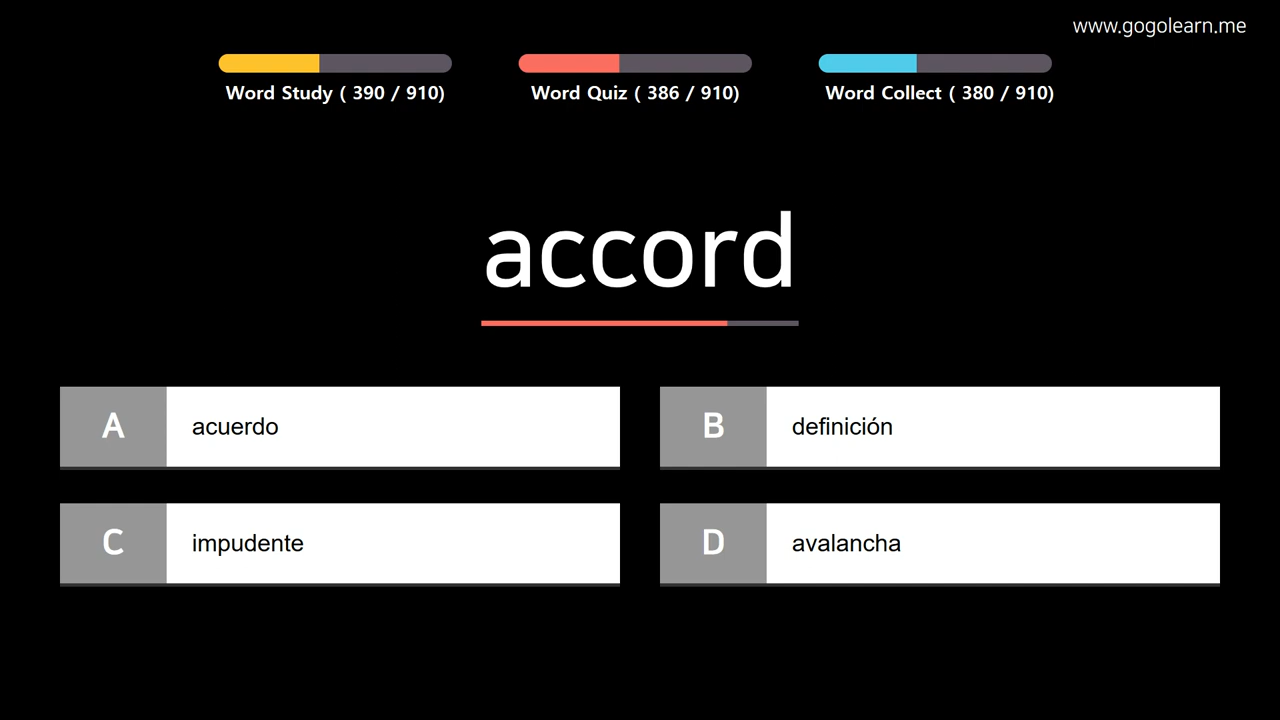 www.gogolearn.me
Word Study ( 390 / 910)
Word Quiz ( 386 / 910)
Word Collect ( 380 / 910)
accord
A acuerdo
B definición
C impudente
D avalancha